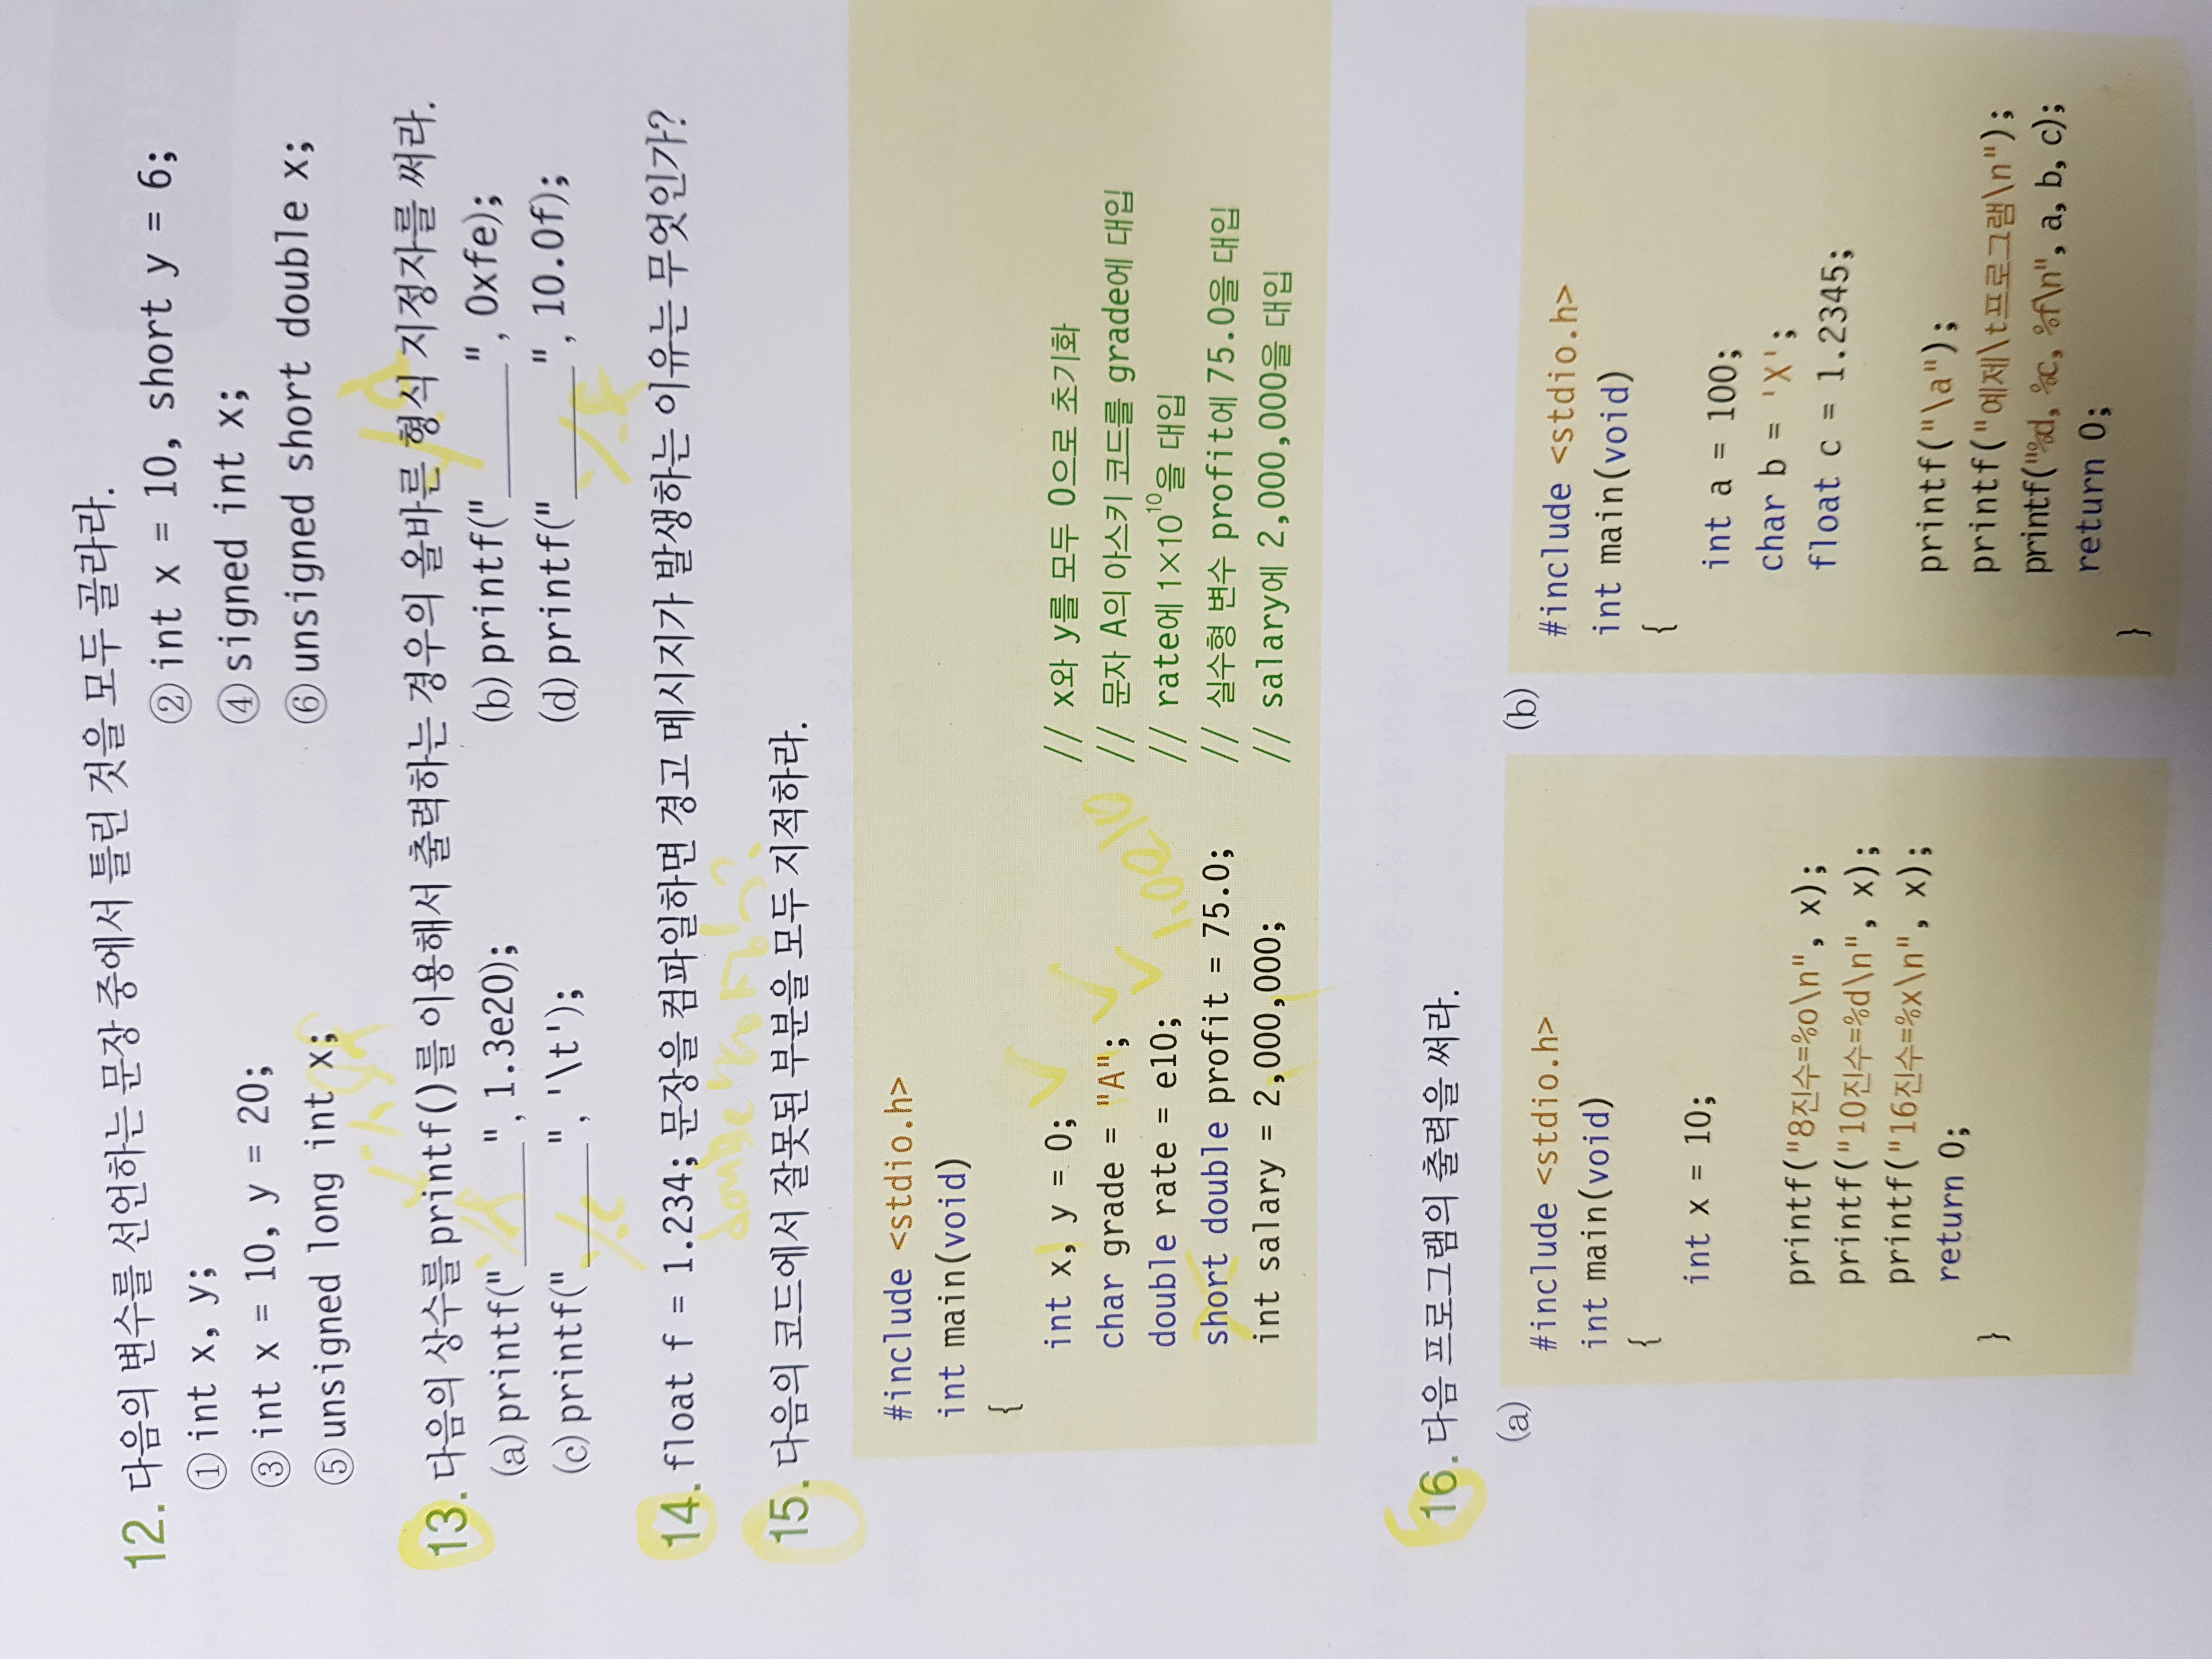 12. 다음의 변수를 선언하는 문장 중에서 틀린 것을 모두 골라라.
① int x, y;
② int x = 10, short y = 6;
③ int x = 10, y = 20;
④ signed int x;
⑤ unsigned long int x;
⑥ unsigned short double x;
13. 다음의 상수를 printf()를 이용해서 출력하는 경우의 올바른 형식 지정자를 써라.
%d
(a) printf("______", 1.3e20);
(b) printf("______", 0xfe);
(c) printf("______", '\t');
(d) printf("______", 10.0f);
%c
%f
14. float f = 1.234; 문장을 컴파일하면 경고 메시지가 발생하는 이유는 무엇인가?
double
15. 다음의 코드에서 잘못된 부분을 모두 지적하라.
#include <stdio.h>
int main(void)
{
int x, y = 0; // x와 y를 모두 0으로 초기화
char grade = "A"; // 문자 A의 아스키 코드를 grade에 대입
double rate = e10; // rate에 1×10¹⁰을 대입
1.0e10
short double profit = 75.0; // 실수형 변수 profit에 75.0을 대입
int salary = 2,000,000; // salary에 2,000,000을 대입
16. 다음 프로그램의 출력을 써라.
(a)
#include <stdio.h>
int main(void)
{
int x = 10;
printf("8진수=%o\n", x);
printf("10진수=%d\n", x);
printf("16진수=%x\n", x);
return 0;
}
(b)
#include <stdio.h>
int main(void)
{
int a = 100;
char b = 'X';
float c = 1.2345;
printf("\a");
printf("예제\t프로그램\n");
printf("%d, %c, %f\n", a, b, c);
return 0;
}